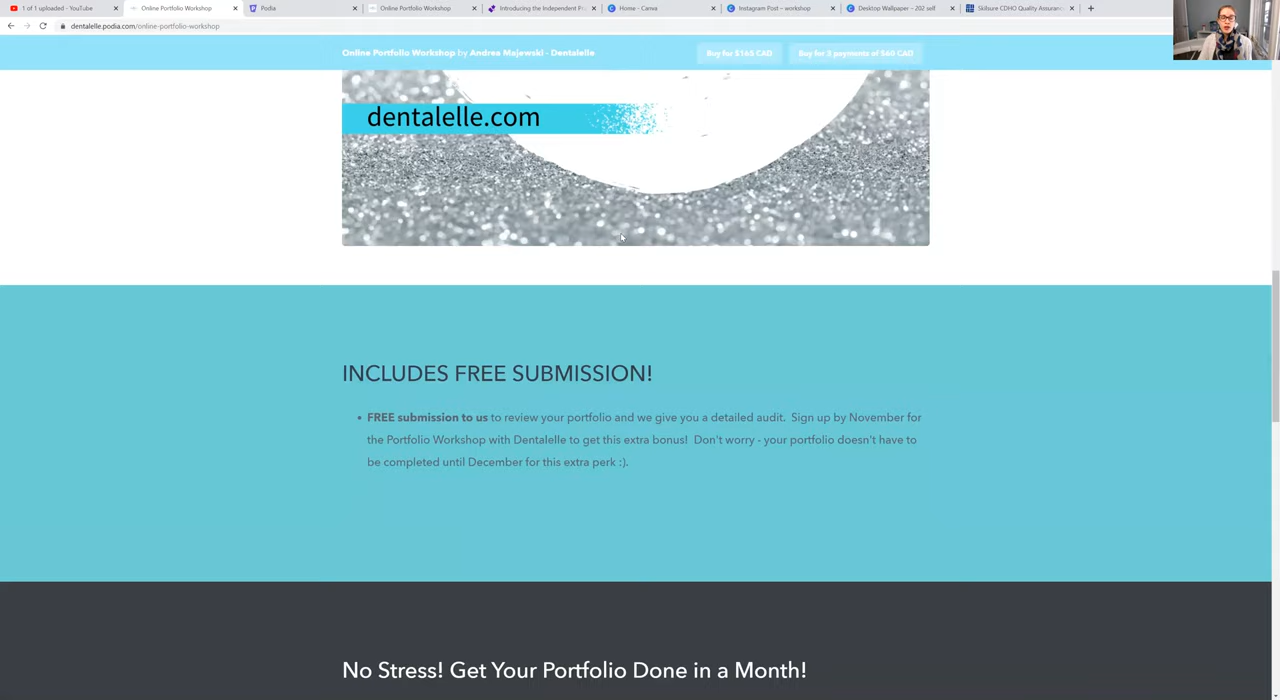 1 of 1 uploaded - YouTube
Online Portfolio Workshop
Podia
Online Portfolio Workshop
Introducing the Independent P
Home - Canva
Instagram Post – workshop
Desktop Wallpaper – 202 self
Skilsure CDHO Quality Assuranc
dentalelle.podia.com/online-portfolio-workshop
Online Portfolio Workshop by Andrea Majewski - Dentalelle
Buy for $165 CAD
Buy for 3 payments of $60 CAD
dentalelle.com
INCLUDES FREE SUBMISSION!
• FREE submission to us to review your portfolio and we give you a detailed audit. Sign up by November for
the Portfolio Workshop with Dentalelle to get this extra bonus! Don't worry - your portfolio doesn't have to
be completed until December for this extra perk :).
No Stress! Get Your Portfolio Done in a Month!